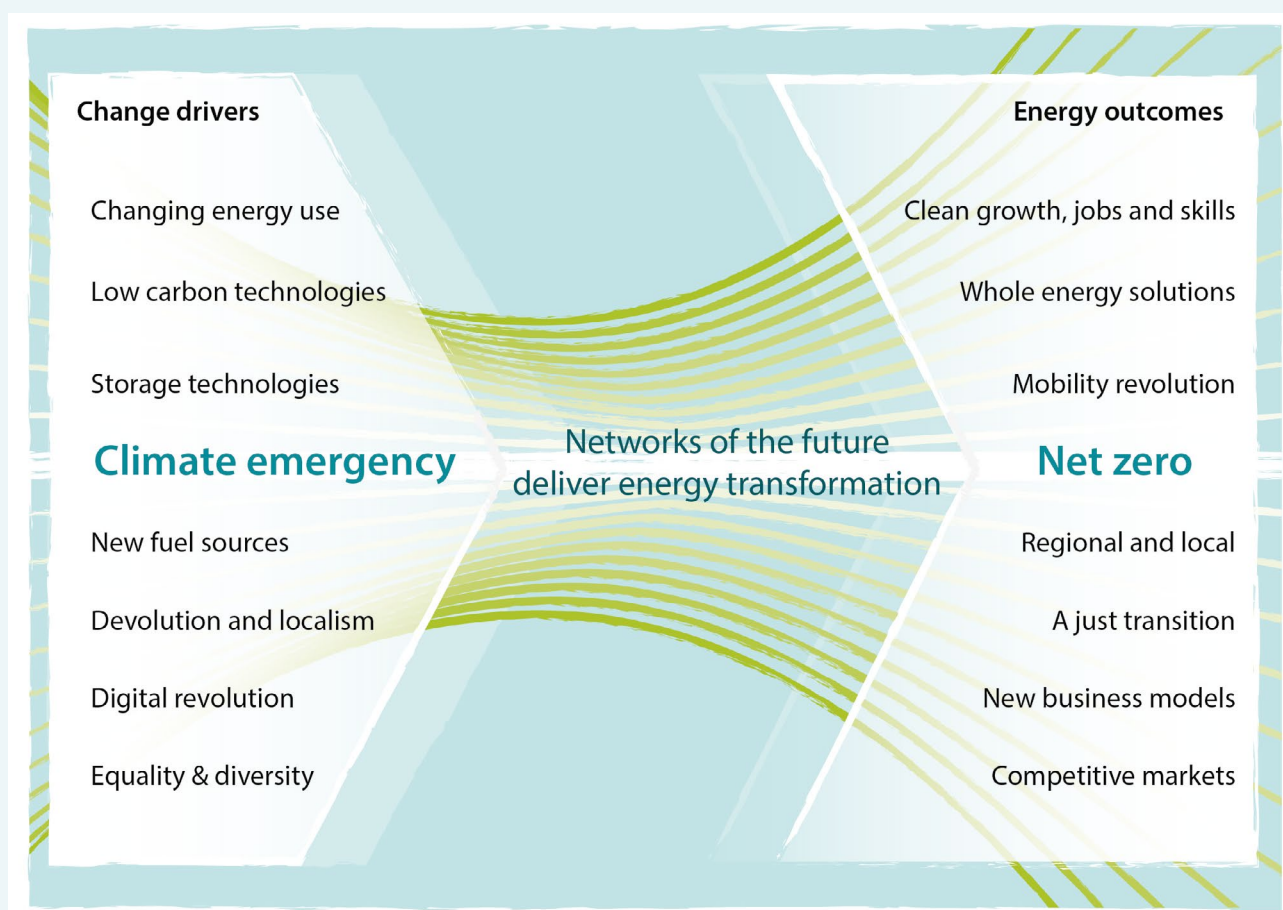 Change drivers
Changing energy use
Low carbon technologies
Storage technologies
Climate emergency
New fuel sources
Devolution and localism
Digital revolution
Equality & diversity
Networks of the future
deliver energy transformation
Energy outcomes
Clean growth, jobs and skills
Whole energy solutions
Mobility revolution
Net zero
Regional and local
A just transition
New business models
Competitive markets